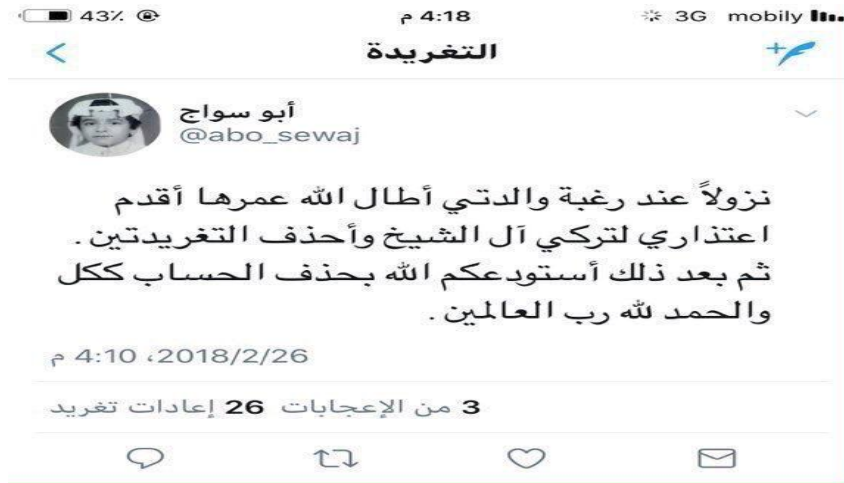 43٪ 4:18 م 3G mobily
التغريدة
أبو سواج
@abo_sewaj
نزولاً عند رغبة والدتي أطال الله عمرها أقدم
اعتذاري لتركي آل الشيخ وأحذف التغريدتين.
ثم بعد ذلك أستودعكم الله بحذف الحساب ككل
والحمد لله رب العالمين.
2018/2/26، 4:10 م
3 من الإعجابات 26 إعادات تغريد